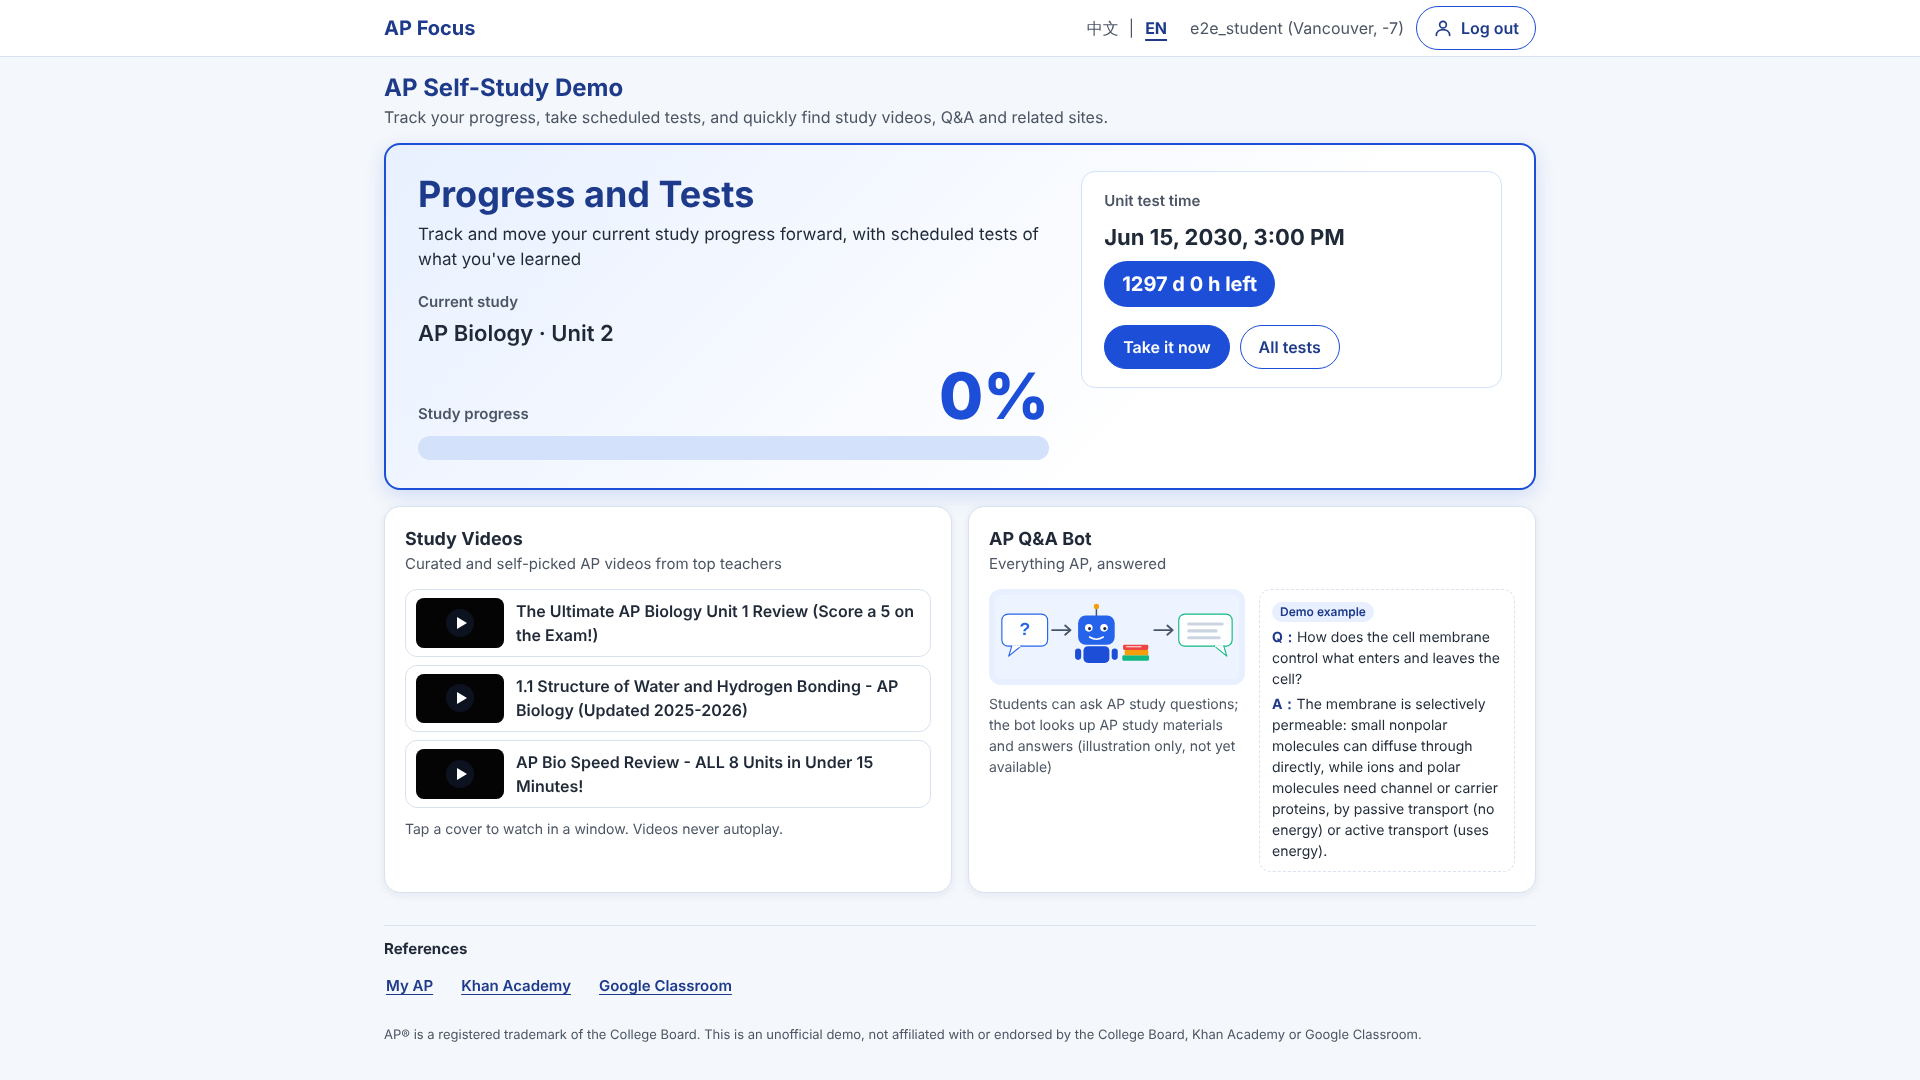 AP Focus
中文 | EN
e2e_student (Vancouver, -7)
Log out
AP Self-Study Demo
Track your progress, take scheduled tests, and quickly find study videos, Q&A and related sites.
Progress and Tests
Track and move your current study progress forward, with scheduled tests of
what you've learned
Current study
AP Biology · Unit 2
Study progress
0%
Unit test time
Jun 15, 2030, 3:00 PM
1297 d 0 h left
Take it now
All tests
Study Videos
Curated and self-picked AP videos from top teachers
The Ultimate AP Biology Unit 1 Review (Score a 5 on
the Exam!)
1.1 Structure of Water and Hydrogen Bonding - AP
Biology (Updated 2025-2026)
AP Bio Speed Review - ALL 8 Units in Under 15
Minutes!
Tap a cover to watch in a window. Videos never autoplay.
AP Q&A Bot
Everything AP, answered
?
Students can ask AP study questions;
the bot looks up AP study materials
and answers (illustration only, not yet
available)
Demo example
Q：How does the cell membrane
control what enters and leaves the
cell?
A：The membrane is selectively
permeable: small nonpolar
molecules can diffuse through
directly, while ions and polar
molecules need channel or carrier
proteins, by passive transport (no
energy) or active transport (uses
energy).
References
My AP
Khan Academy
Google Classroom
AP® is a registered trademark of the College Board. This is an unofficial demo, not affiliated with or endorsed by the College Board, Khan Academy or Google Classroom.